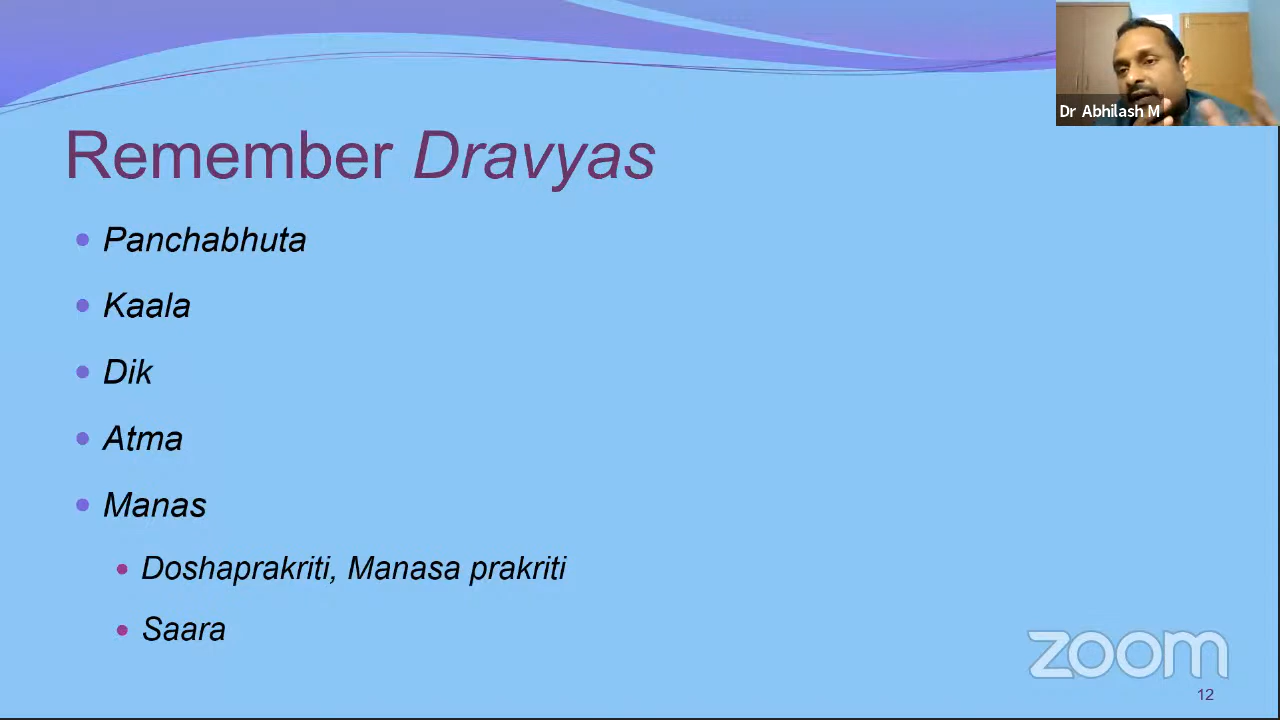 Dr Abhilash M
Remember Dravyas
Panchabhuta
Kaala
Dik
Atma
Manas
Doshaprakriti, Manasa prakriti
Saara
zoom
12